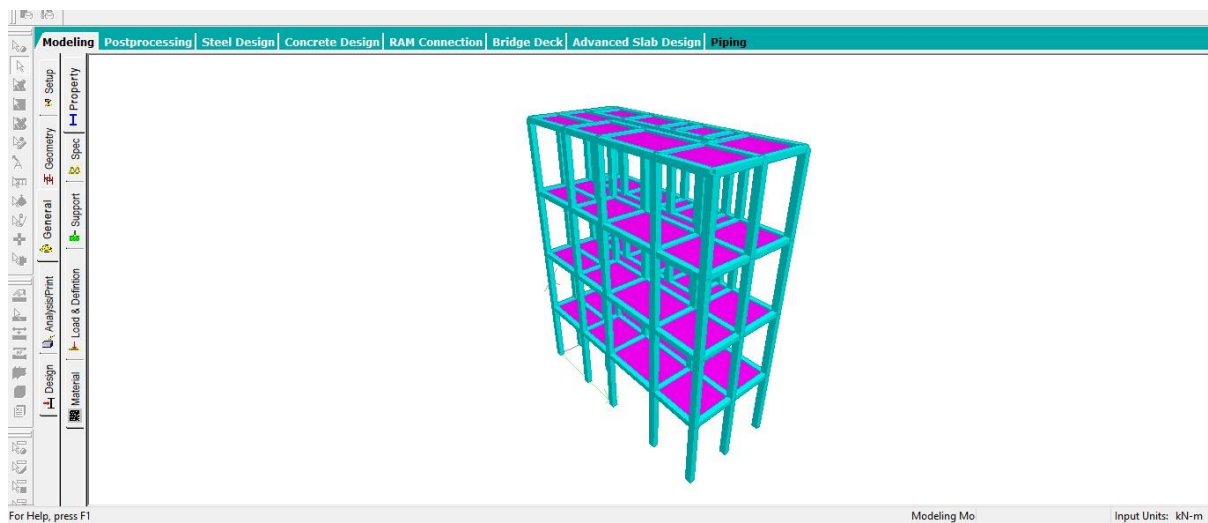 Modeling Postprocessing Steel Design Concrete Design RAM Connection Bridge Deck Advanced Slab Design Piping
Setup
Geometry
General
Analysis/Print
Design
Property
Spec
Support
Load & Definition
Material
For Help, press F1
Modeling Mo
Input Units: kN-m